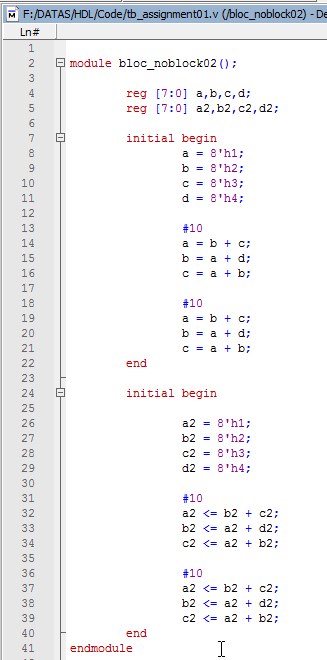 F:/DATAS/HDL/Code/tb_assignment01.v (/bloc_noblock02) - De
Ln#
1
2 module bloc_noblock02();
3
4 reg [7:0] a,b,c,d;
5 reg [7:0] a2,b2,c2,d2;
6
7 initial begin
8 a = 8'h1;
9 b = 8'h2;
10 c = 8'h3;
11 d = 8'h4;
12
13 #10
14 a = b + c;
15 b = a + d;
16 c = a + b;
17
18 #10
19 a = b + c;
20 b = a + d;
21 c = a + b;
22 end
23
24 initial begin
25
26 a2 = 8'h1;
27 b2 = 8'h2;
28 c2 = 8'h3;
29 d2 = 8'h4;
30
31 #10
32 a2 <= b2 + c2;
33 b2 <= a2 + d2;
34 c2 <= a2 + b2;
35
36 #10
37 a2 <= b2 + c2;
38 b2 <= a2 + d2;
39 c2 <= a2 + b2;
40 end
41 endmodule